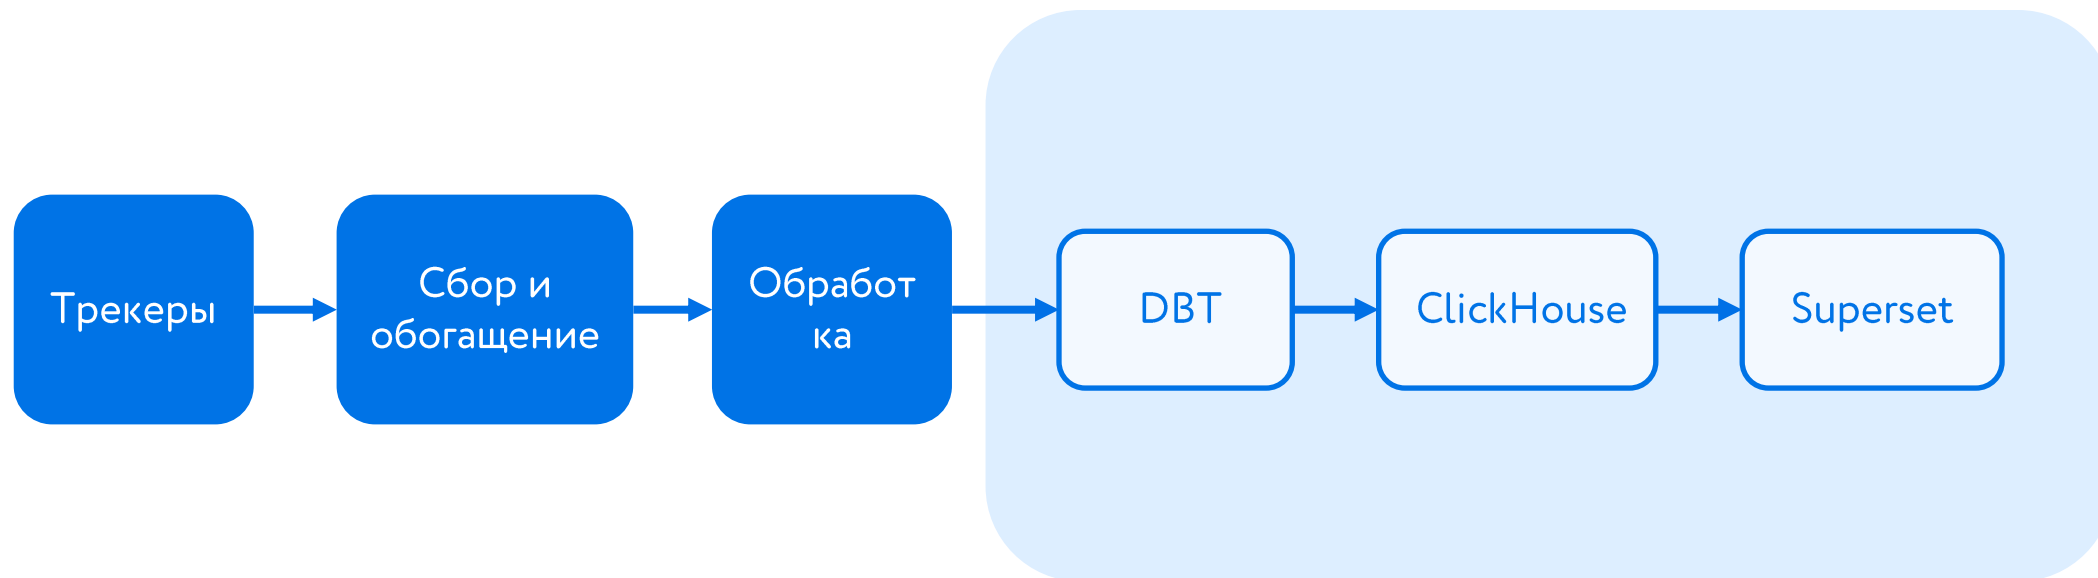 Трекеры
Сбор и
обогащение
Обработ
ка
DBT
ClickHouse
Superset